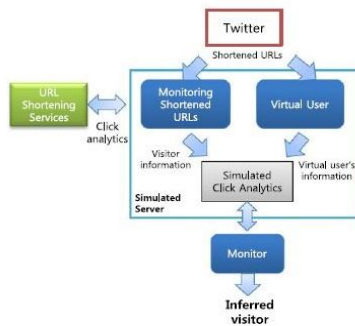 Twitter
Shortened URLs
URL
Shortening
Services
Click
analytics
Monitoring
Shortened
URLs
Virtual User
Visitor
information
Virtual user's
information
Simulated
Click Analytics
Simulated
Server
Monitor
Inferred
visitor